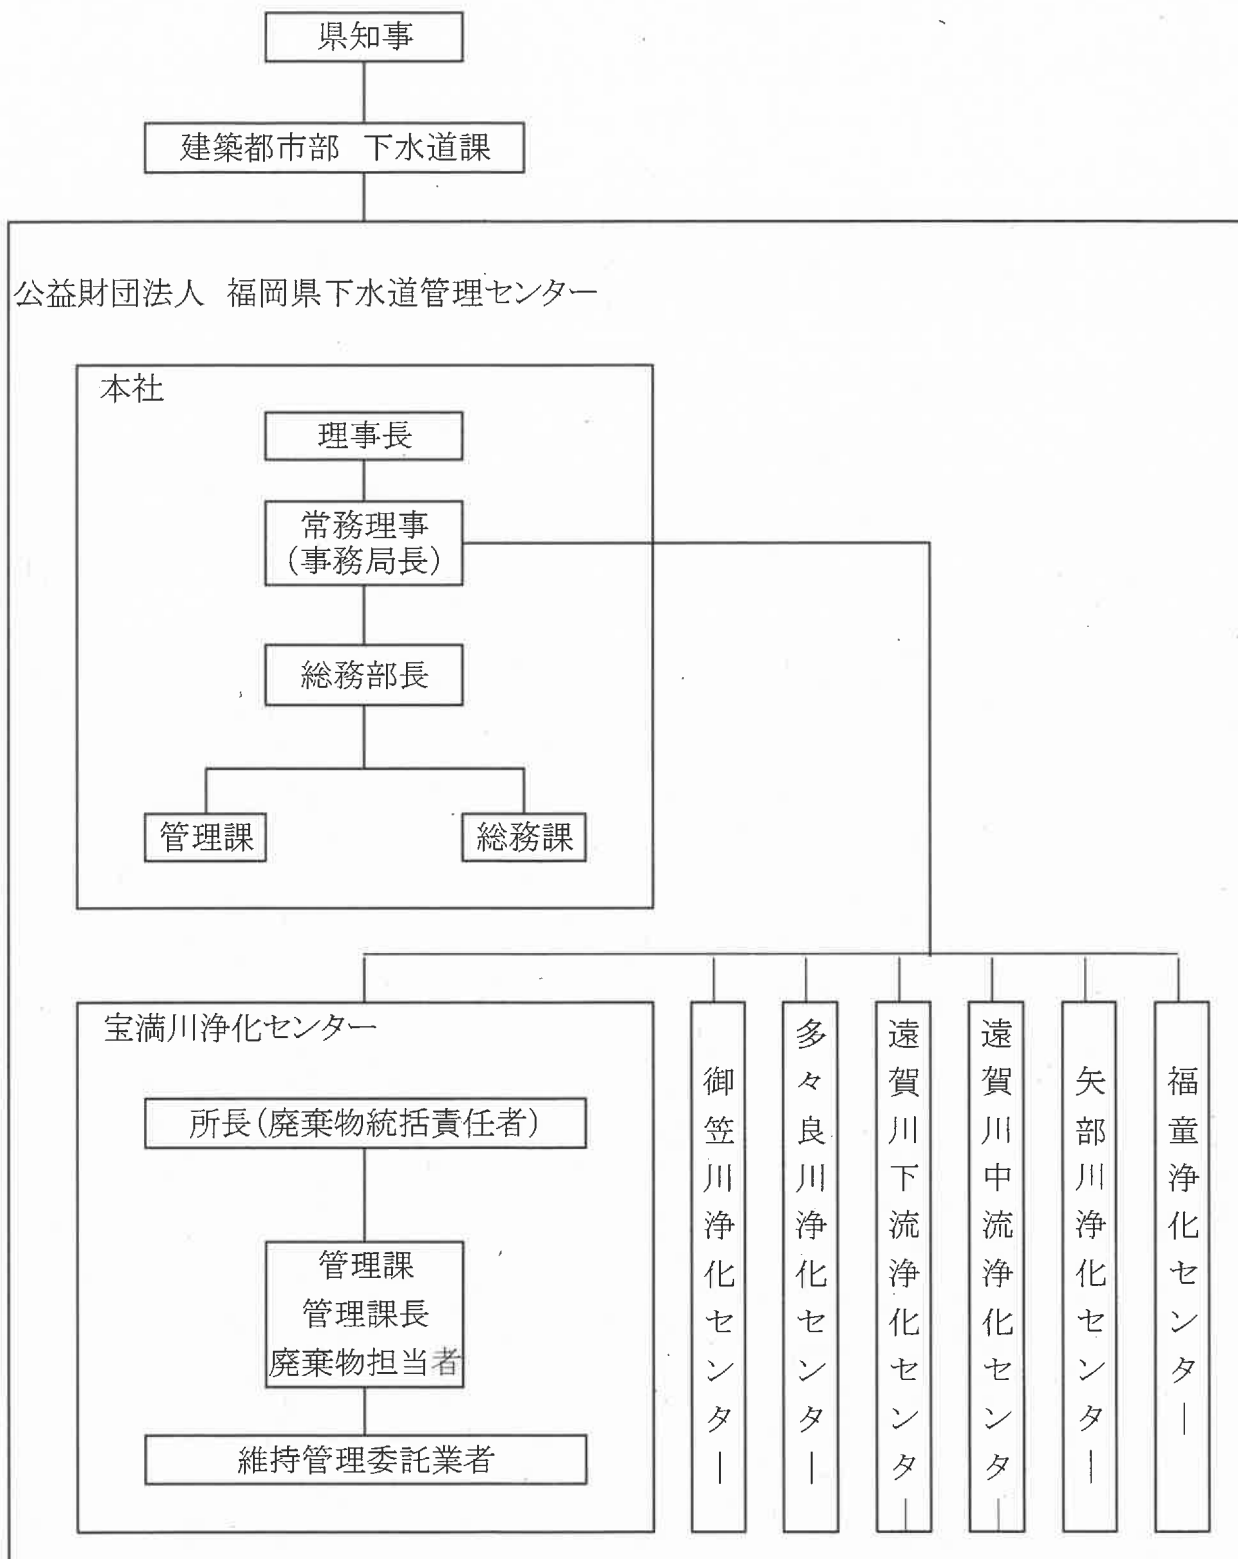 県知事
建築都市部 下水道課
公益財団法人 福岡県下水道管理センター
本社
理事長
常務理事
(事務局長)
総務部長
管理課
総務課
宝満川浄化センター
所長(廃棄物統括責任者)
管理課
管理課長
廃棄物担当者
維持管理委託業者
御笠川浄化センター
多々良川浄化センター
遠賀川下流浄化センター
遠賀川中流浄化センター
矢部川浄化センター
福童浄化センター